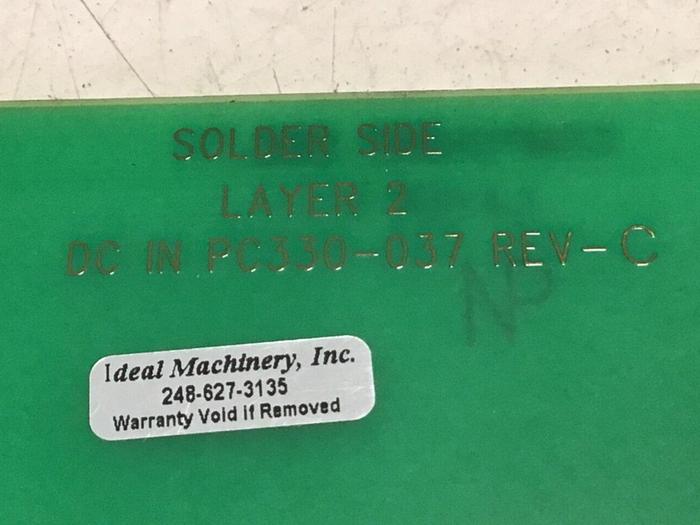 SOLDER SIDE
LAYER 2
DC IN PC330-037 REV-C
Ideal Machinery, Inc.
248-627-3135
Warranty Void if Removed